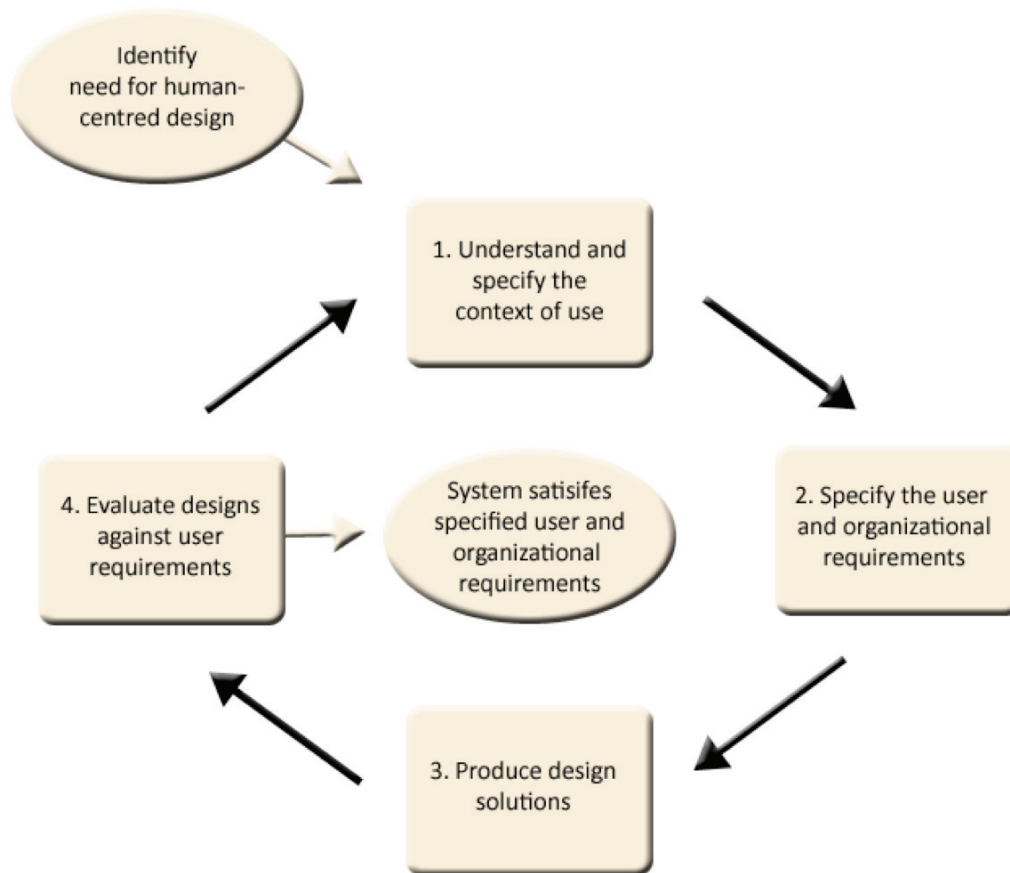 Identify
need for human-
centred design
1. Understand and
specify the
context of use
2. Specify the user
and organizational
requirements
3. Produce design
solutions
4. Evaluate designs
against user
requirements
System satisifes
specified user and
organizational
requirements